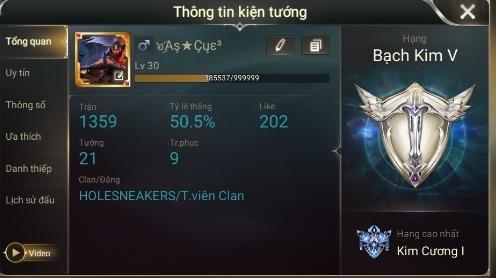 Thông tin kiện tướng
Tổng quan
Uy tín
Thông số
Ưa thích
Danh thiếp
Lịch sử đấu
Video
Lv 30
385537/999999
Trận
Tỷ lệ thắng
Like
1359
50.5%
202
Tướng
Tr.phục
21
9
Clan/Đăng
HOLESNEAKERS/T.viên Clan
Hạng
Bạch Kim V
Hạng cao nhất
Kim Cương I